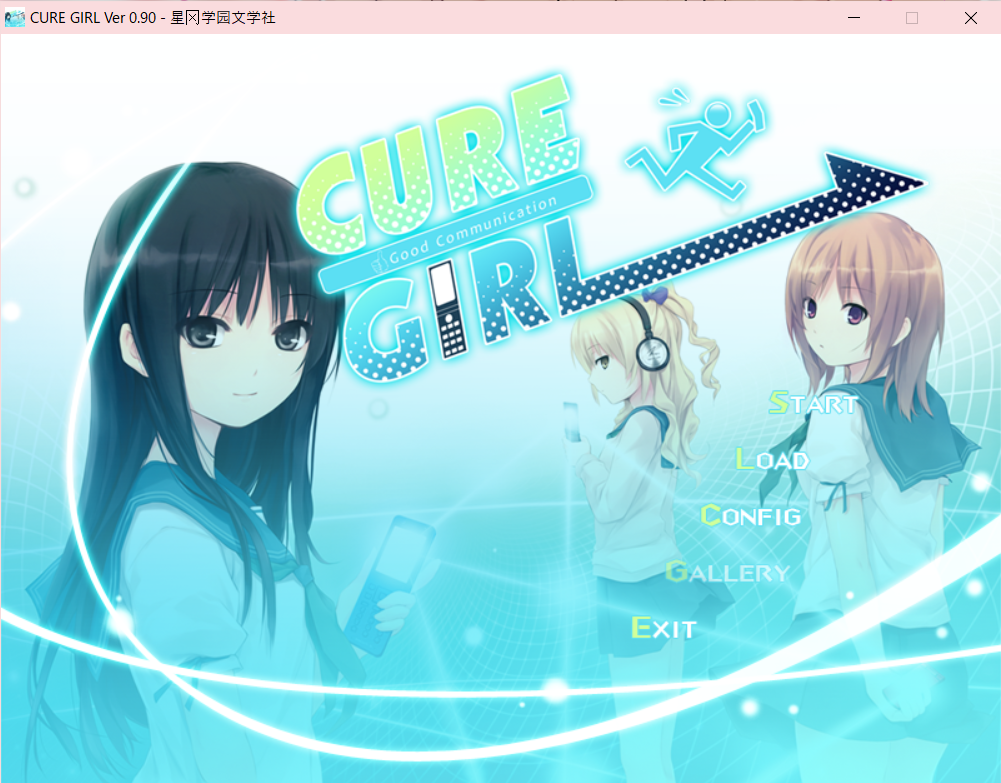 CURE GIRL Ver 0.90 - 星冈学园文学社
CURE
Good Communication
GIRL
START
LOAD
CONFIG
GALLERY
EXIT